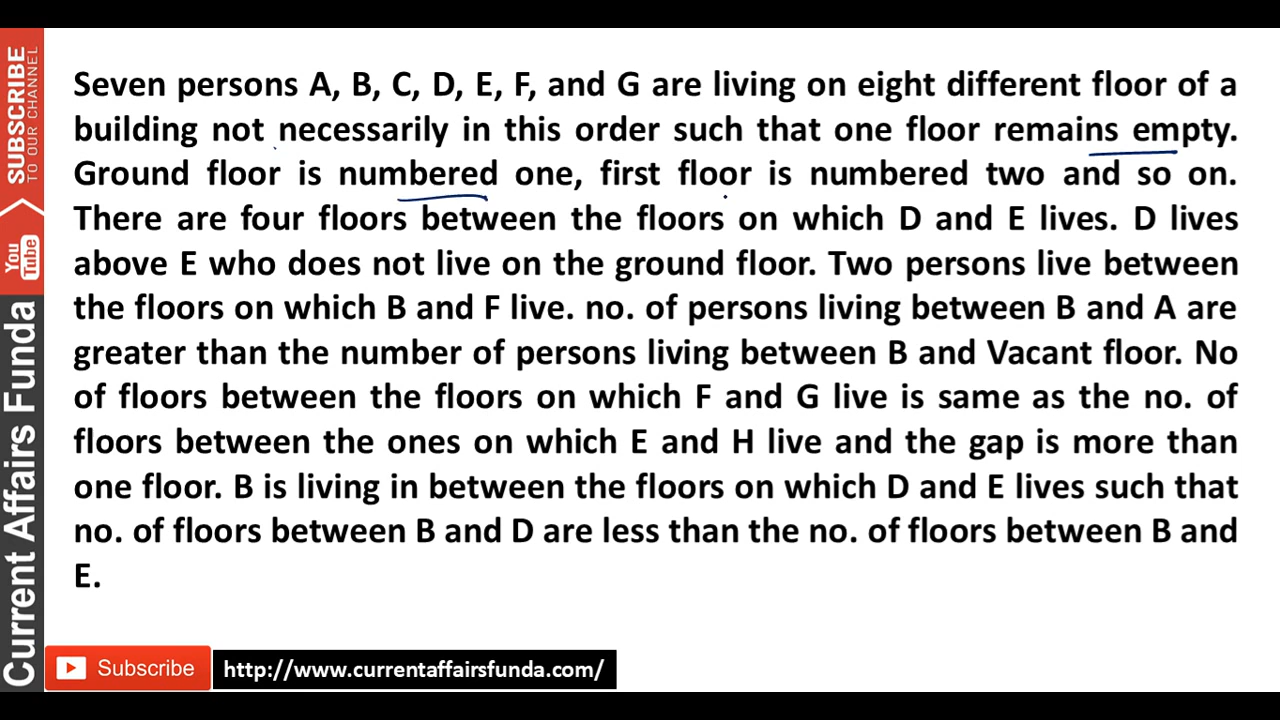 Seven persons A, B, C, D, E, F, and G are living on eight different floor of a
building not necessarily in this order such that one floor remains empty.
Ground floor is numbered one, first floor is numbered two and so on.
There are four floors between the floors on which D and E lives. D lives
above E who does not live on the ground floor. Two persons live between
the floors on which B and F live. no. of persons living between B and A are
greater than the number of persons living between B and Vacant floor. No
of floors between the floors on which F and G live is same as the no. of
floors between the ones on which E and H live and the gap is more than
one floor. B is living in between the floors on which D and E lives such that
no. of floors between B and D are less than the no. of floors between B and
E.
SUBSCRIBE
TO OUR CHANNEL
You
Tube
Current Affairs Funda
Subscribe
http://www.currentaffairsfunda.com/